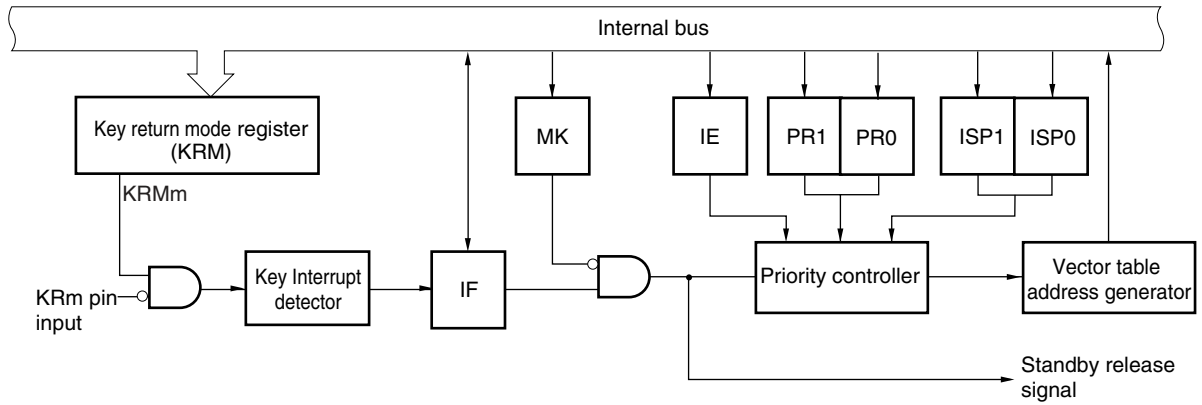 Internal bus
Key return mode register
(KRM)
MK
IE
PR1
PR0
ISP1
ISP0
KRMm
KRm pin
input
Key Interrupt
detector
IF
Priority controller
Vector table
address generator
Standby release
signal